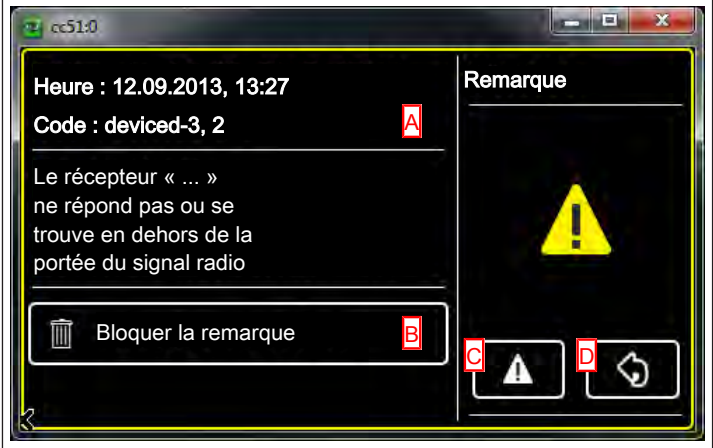 cc51:0
Heure : 12.09.2013, 13:27
Code : deviced-3, 2
A
Le récepteur « ... »
ne répond pas ou se
trouve en dehors de la
portée du signal radio
Bloquer la remarque
B
Remarque
C
D